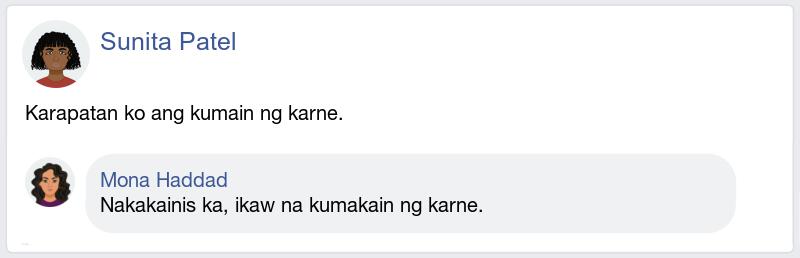 Sunita Patel
Karapatan ko ang kumain ng karne.
Mona Haddad
Nakakainis ka, ikaw na kumakain ng karne.